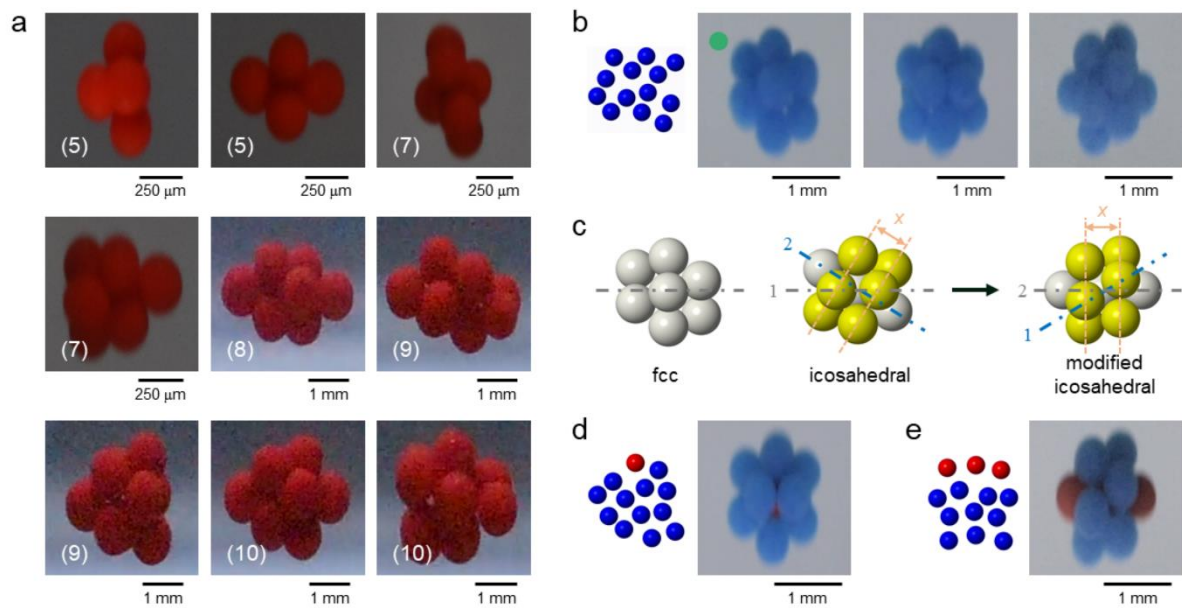 a
(5)
250 μm
(5)
250 μm
(7)
250 μm
(7)
250 μm
(8)
1 mm
(9)
1 mm
(9)
1 mm
(10)
1 mm
(10)
1 mm
b
1 mm
1 mm
1 mm
c
fcc
1
2
x
icosahedral
x
2
1
modified
icosahedral
d
1 mm
e
1 mm